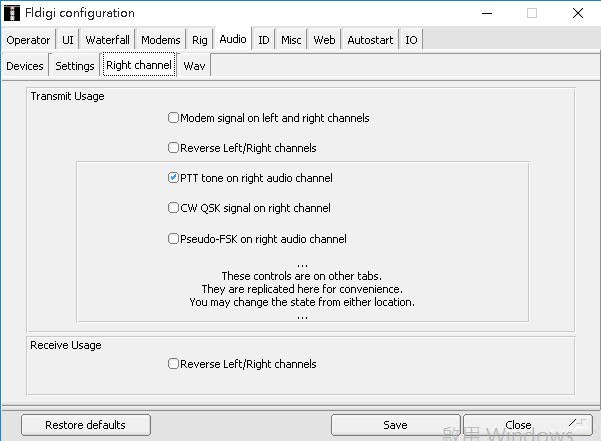 Fldigi configuration
Operator UI Waterfall Modems Rig Audio ID Misc Web Autostart IO
Devices Settings Right channel Wav
Transmit Usage
Modem signal on left and right channels
Reverse Left/Right channels
PTT tone on right audio channel
CW QSK signal on right channel
Pseudo-FSK on right audio channel
...
These controls are on other tabs.
They are replicated here for convenience.
You may change the state from either location.
...
Receive Usage
Reverse Left/Right channels
Restore defaults Save Close
啟用 Windows